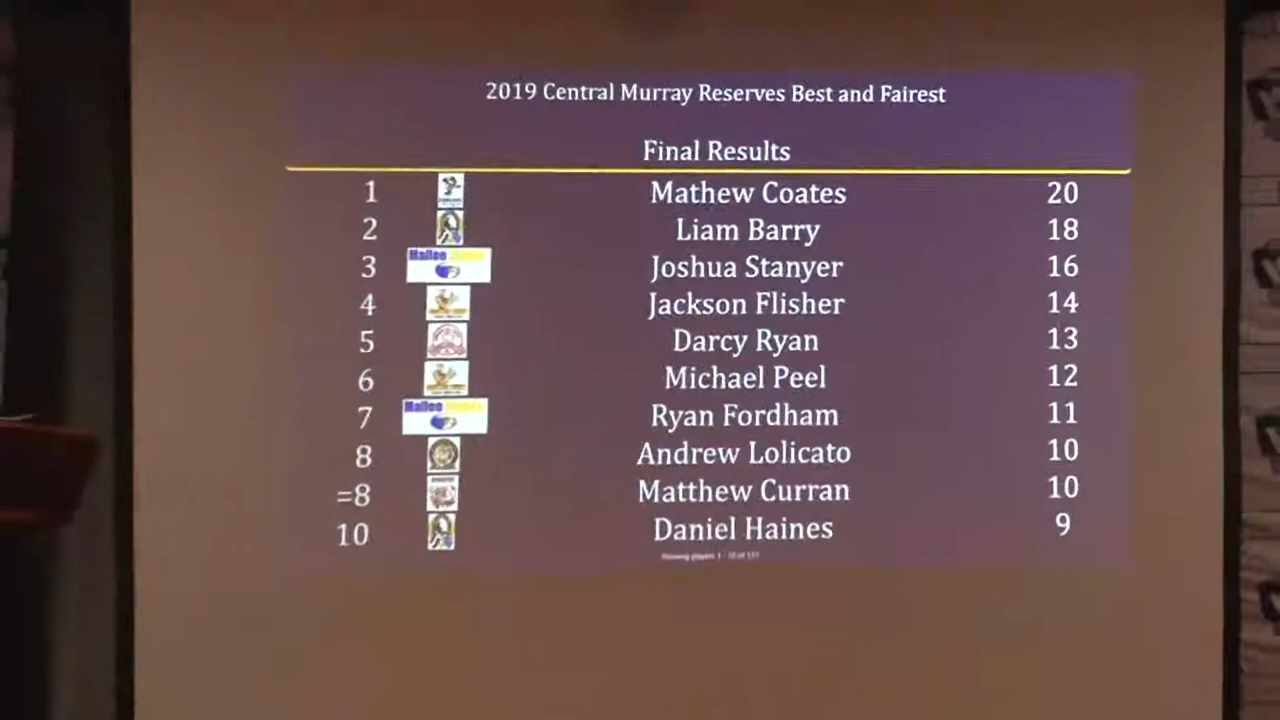 2019 Central Murray Reserves Best and Fairest
Final Results
1 Mathew Coates 20
2 Liam Barry 18
3 Mallee Joshua Stanyer 16
4 Jackson Flisher 14
5 Darcy Ryan 13
6 Michael Peel 12
7 Mallee Ryan Fordham 11
8 Andrew Lolicato 10
=8 Matthew Curran 10
10 Daniel Haines 9